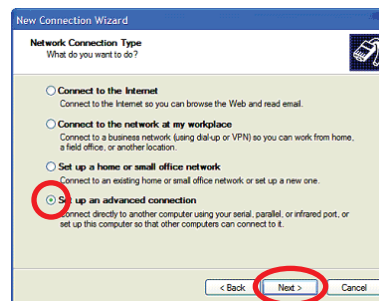 New Connection Wizard
Network Connection Type
What do you want to do?
Connect to the Internet
Connect to the Internet so you can browse the Web and read email.
Connect to the network at my workplace
Connect to a business network (using dial-up or VPN) so you can work from home,
a field office, or another location.
Set up a home or small office network
Connect to an existing home or small office network or set up a new one.
Set up an advanced connection
Connect directly to another computer using your serial, parallel, or infrared port, or
set up this computer so that other computers can connect to it.
< Back Next > Cancel